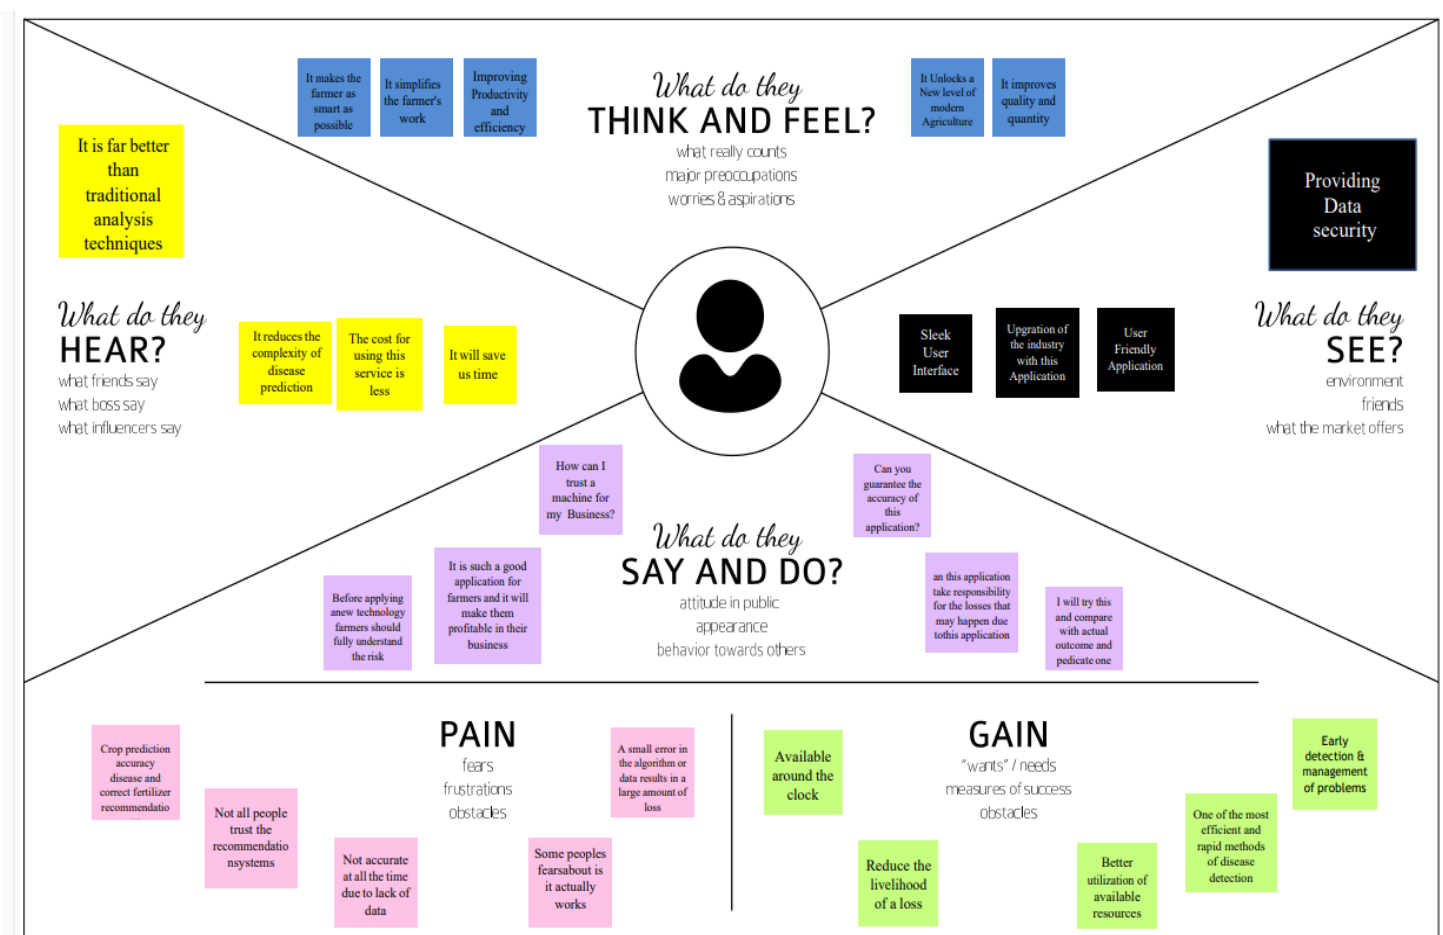 It makes the
farmer as
smart as
possible
It simplifies
the farmer's
work
Improving
Productivity
and
efficiency
What do they
THINK AND FEEL?
what really counts
major preoccupations
worries & aspirations
It Unlocks a
New level of
modern
Agriculture
It improves
quality and
quantity
It is far better
than
traditional
analysis
techniques
What do they
HEAR?
what friends say
what boss say
what influencers say
It reduces the
complexity of
disease
prediction
The cost for
using this
service is
less
It will save
us time
Providing
Data
security
Sleek
User
Interface
Upgration of
the industry
with this
Application
User
Friendly
Application
What do they
SEE?
environment
friends
what the market offers
How can I
trust a
machine for
my Business?
Before applying
anew technology
farmers should
fully understand
the risk
It is such a good
application for
farmers and it will
make them
profitable in their
business
What do they
SAY AND DO?
attitude in public
appearance
behavior towards others
Can you
guarantee the
accuracy of
this
application?
an this application
take responsibility
for the losses that
may happen due
tothis application
I will try this
and compare
with actual
outcome and
pedicate one
PAIN
fears
frustrations
obstacles
Crop prediction
accuracy
disease and
correct fertilizer
recommendatio
Not all people
trust the
recommendatio
nsystems
Not accurate
at all the time
due to lack of
data
Some peoples
fearsabout is
it actually
works
A small error in
the algorithm or
data results in a
large amount of
loss
GAIN
"wants" / needs
measures of success
obstacles
Available
around the
clock
Reduce the
livelihood
of a loss
Better
utilization of
available
resources
One of the most
efficient and
rapid methods
of disease
detection
Early
detection &
management
of problems